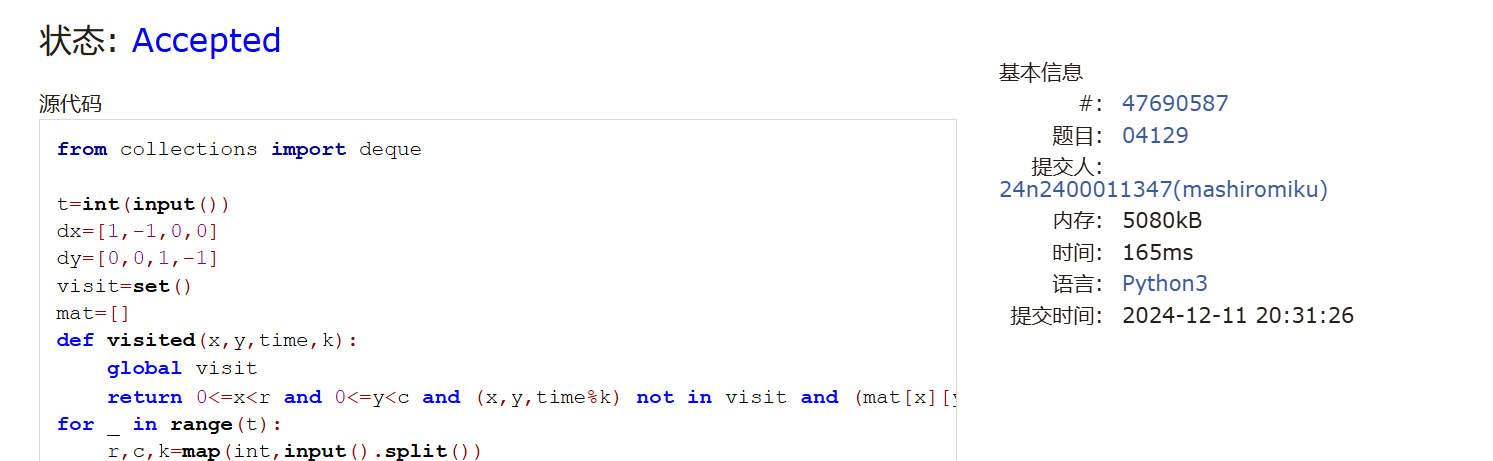 状态: Accepted
源代码
from collections import deque
t=int(input())
dx=[1,-1,0,0]
dy=[0,0,1,-1]
visit=set()
mat=[]
def visited(x,y,time,k):
    global visit
    return 0<=x<r and 0<=y<c and (x,y,time%k) not in visit and (mat[x][y
for _ in range(t):
    r,c,k=map(int,input().split())
基本信息
#: 47690587
题目: 04129
提交人:
24n2400011347(mashiromiku)
内存: 5080kB
时间: 165ms
语言: Python3
提交时间: 2024-12-11 20:31:26